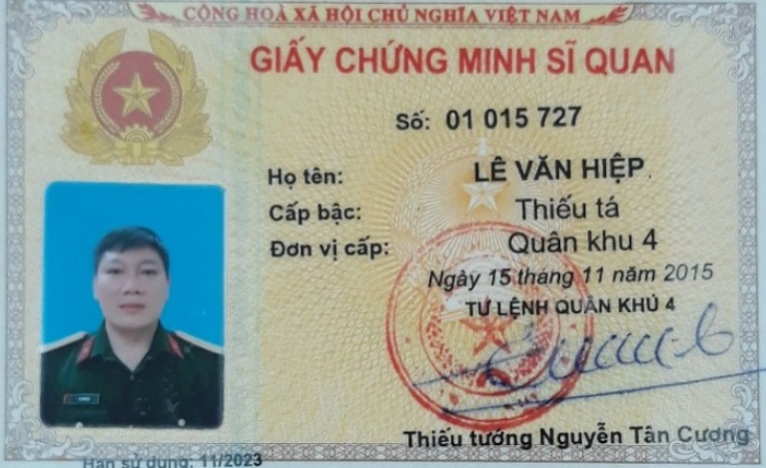 CỘNG HOÀ XÃ HỘI CHỦ NGHĨA VIỆT NAM
GIẤY CHỨNG MINH SĨ QUAN
Số: 01 015 727
Họ tên: LÊ VĂN HIỆP
Cấp bậc: Thiếu tá
Đơn vị cấp: Quân khu 4
Ngày 15 tháng 11 năm 2015
TƯ LỆNH QUÂN KHU 4
Thiếu tướng Nguyễn Tân Cương
Hạn sử dụng: 11/2023